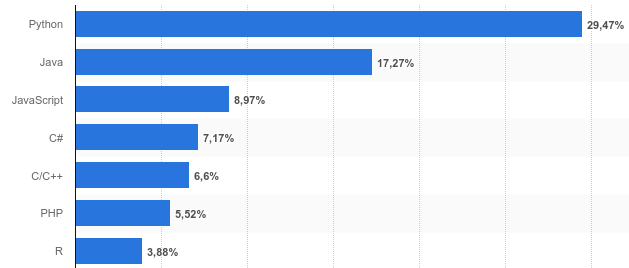 Python 29,47%
Java 17,27%
JavaScript 8,97%
C# 7,17%
C/C++ 6,6%
PHP 5,52%
R 3,88%